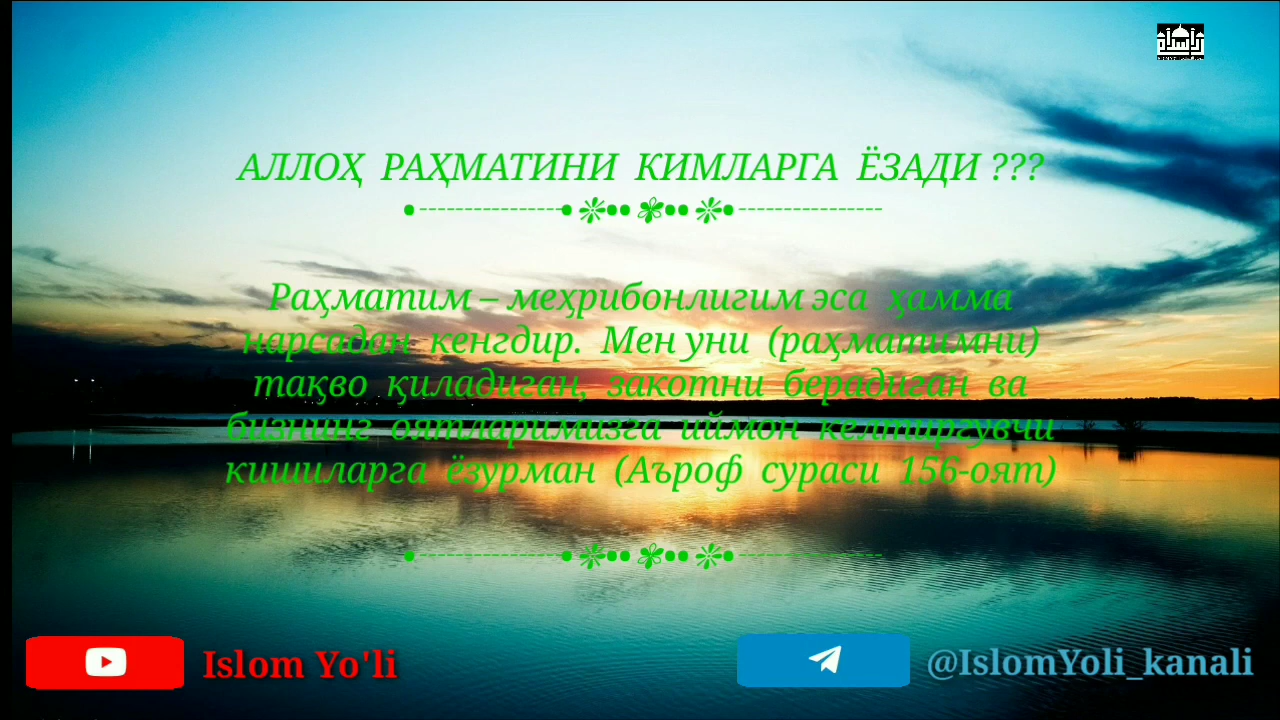 АЛЛОҲ РАҲМАТИНИ КИМЛАРГА ЁЗАДИ ???
Раҳматим – меҳрибонлигим эса ҳамма
нарсадан кенгдир. Мен уни (раҳматимни)
тақво қиладиган, закотни берадиган ва
бизнинг оятларимизга иймон келтиргувчи
кишиларга ёзурман (Аъроф сураси 156-оят)
Islom Yo'li
@IslomYoli_kanali